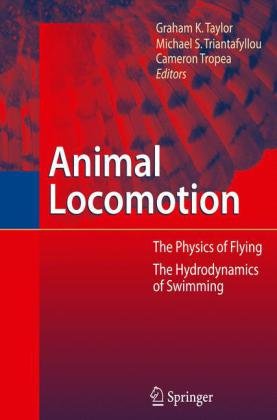 Graham K. Taylor
Michael S. Triantafyllou
Cameron Tropea
Editors
Animal
Locomotion
The Physics of Flying
The Hydrodynamics
of Swimming
Springer